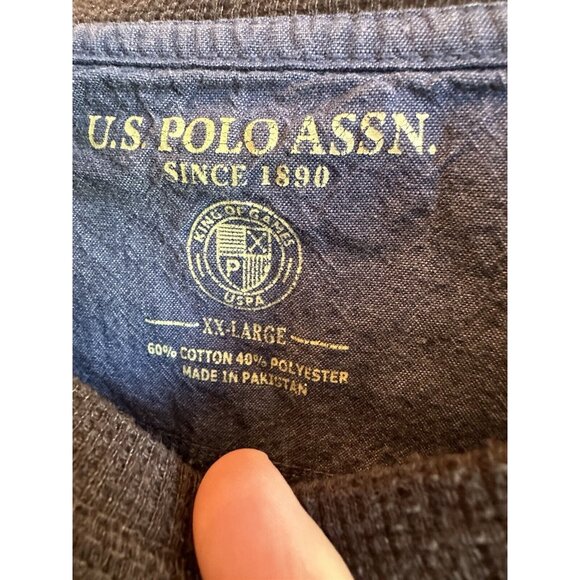 U.S. POLO ASSN.
SINCE 1890
KING OF GAMES
X
P
USPA
XX-LARGE
60% COTTON 40% POLYESTER
MADE IN PAKISTAN